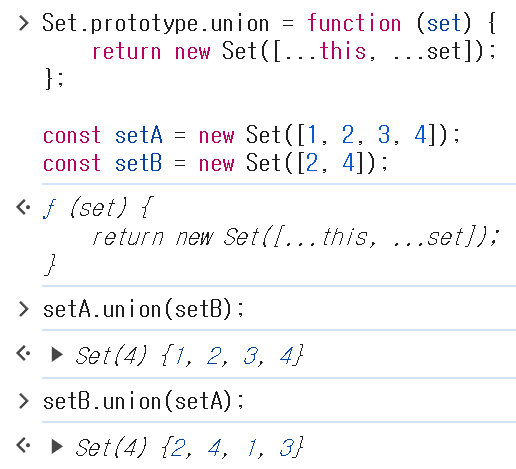 > Set.prototype.union = function (set) {
    return new Set([...this, ...set]);
};

const setA = new Set([1, 2, 3, 4]);
const setB = new Set([2, 4]);
<· ƒ (set) {
    return new Set([...this, ...set]);
}
> setA.union(setB);
<· ▶ Set(4) {1, 2, 3, 4}
> setB.union(setA);
<· ▶ Set(4) {2, 4, 1, 3}